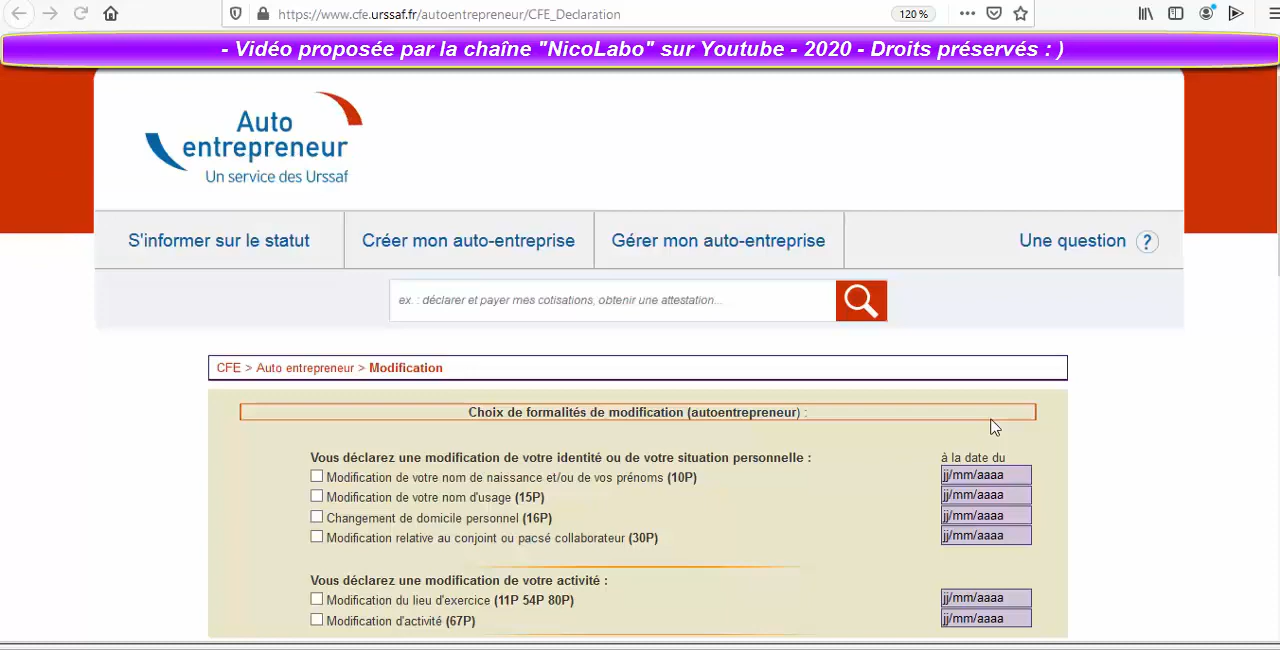 https://www.cfe.urssaf.fr/autoentrepreneur/CFE_Declaration
120 %
- Vidéo proposée par la chaîne "NicoLabo" sur Youtube - 2020 - Droits préservés : )
Auto
entrepreneur
Un service des Urssaf
S'informer sur le statut
Créer mon auto-entreprise
Gérer mon auto-entreprise
Une question ?
ex. : déclarer et payer mes cotisations, obtenir une attestation...
CFE > Auto entrepreneur > Modification
Choix de formalités de modification (autoentrepreneur) :
Vous déclarez une modification de votre identité ou de votre situation personnelle : à la date du
Modification de votre nom de naissance et/ou de vos prénoms (10P) jj/mm/aaaa
Modification de votre nom d'usage (15P) jj/mm/aaaa
Changement de domicile personnel (16P) jj/mm/aaaa
Modification relative au conjoint ou pacsé collaborateur (30P) jj/mm/aaaa
Vous déclarez une modification de votre activité :
Modification du lieu d'exercice (11P 54P 80P) jj/mm/aaaa
Modification d'activité (67P) jj/mm/aaaa